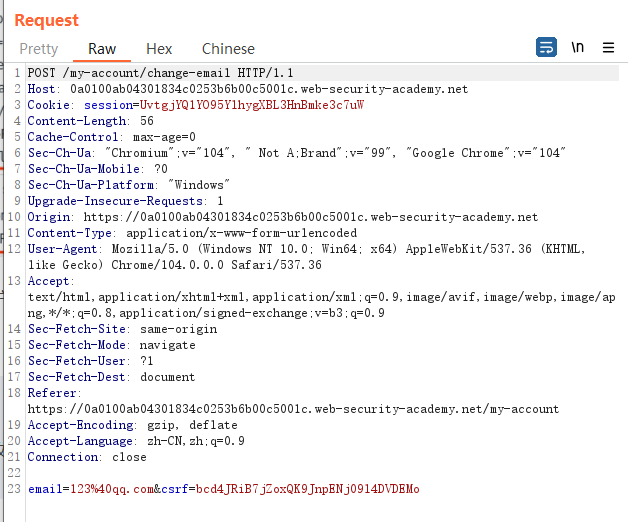 Request
Pretty Raw Hex Chinese \n
1 POST /my-account/change-email HTTP/1.1
2 Host: 0a0100ab04301834c0253b6b00c5001c.web-security-academy.net
3 Cookie: session=UvtgjYQ1YO95YlhygXBL3HnBmke3c7uW
4 Content-Length: 56
5 Cache-Control: max-age=0
6 Sec-Ch-Ua: "Chromium";v="104", " Not A;Brand";v="99", "Google Chrome";v="104"
7 Sec-Ch-Ua-Mobile: ?0
8 Sec-Ch-Ua-Platform: "Windows"
9 Upgrade-Insecure-Requests: 1
10 Origin: https://0a0100ab04301834c0253b6b00c5001c.web-security-academy.net
11 Content-Type: application/x-www-form-urlencoded
12 User-Agent: Mozilla/5.0 (Windows NT 10.0; Win64; x64) AppleWebKit/537.36 (KHTML,
like Gecko) Chrome/104.0.0.0 Safari/537.36
13 Accept:
text/html,application/xhtml+xml,application/xml;q=0.9,image/avif,image/webp,image/ap
ng,*/*;q=0.8,application/signed-exchange;v=b3;q=0.9
14 Sec-Fetch-Site: same-origin
15 Sec-Fetch-Mode: navigate
16 Sec-Fetch-User: ?1
17 Sec-Fetch-Dest: document
18 Referer:
https://0a0100ab04301834c0253b6b00c5001c.web-security-academy.net/my-account
19 Accept-Encoding: gzip, deflate
20 Accept-Language: zh-CN,zh;q=0.9
21 Connection: close
22
23 email=123%40qq.com&csrf=bcd4JRiB7jZoxQK9JnpENj0914DVDEMo